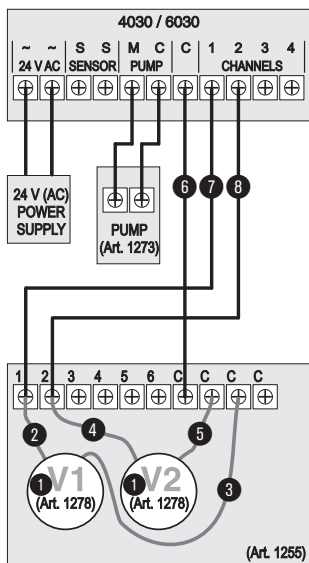 4030 / 6030
~ ~ S S M C C 1 2 3 4
24 V AC SENSOR PUMP CHANNELS
24 V (AC)
POWER
SUPPLY
PUMP
(Art. 1273)
6 7 8
1 2 3 4 5 6 C C C C
2 4 5
1 V1 1 V2 3
(Art. 1278) (Art. 1278)
(Art. 1255)